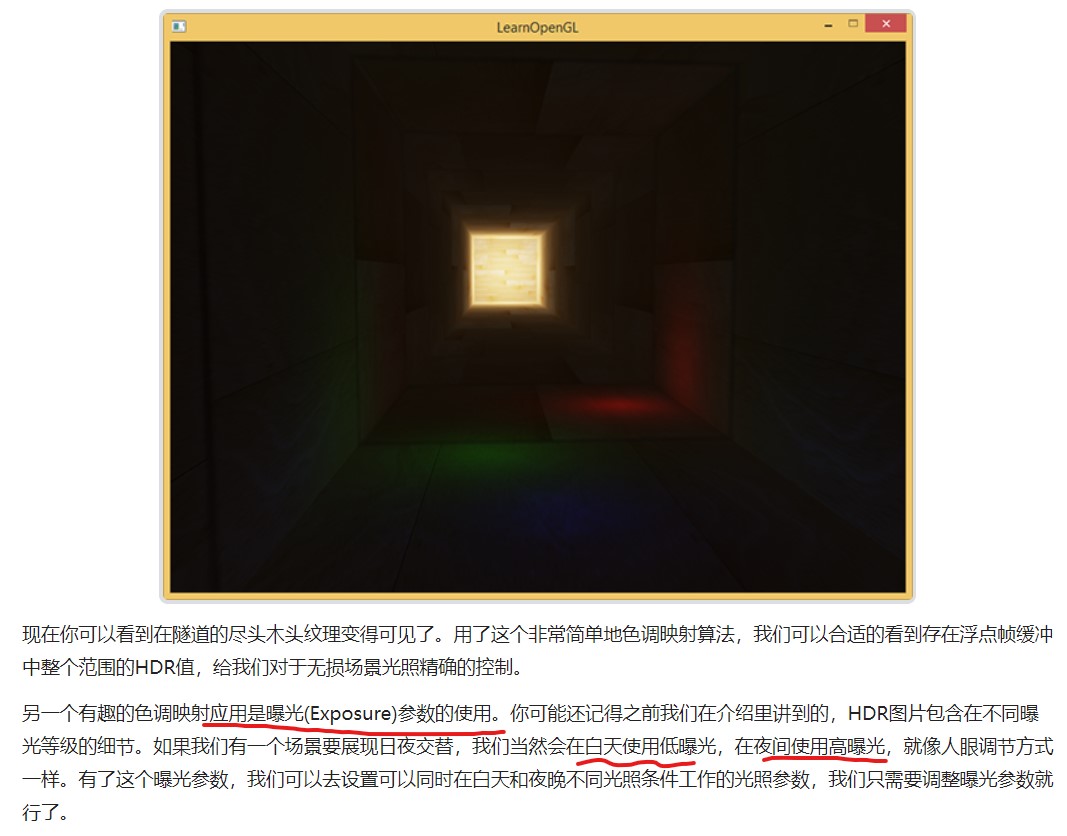 LearnOpenGL
现在你可以看到在隧道的尽头木头纹理变得可见了。用了这个非常简单地色调映射算法，我们可以合适的看到存在浮点帧缓冲
中整个范围的HDR值，给我们对于无损场景光照精确的控制。
另一个有趣的色调映射应用是曝光(Exposure)参数的使用。你可能还记得之前我们在介绍里讲到的，HDR图片包含在不同曝
光等级的细节。如果我们有一个场景要展现日夜交替，我们当然会在白天使用低曝光，在夜间使用高曝光，就像人眼调节方式
一样。有了这个曝光参数，我们可以去设置可以同时在白天和夜晚不同光照条件工作的光照参数，我们只需要调整曝光参数就
行了。